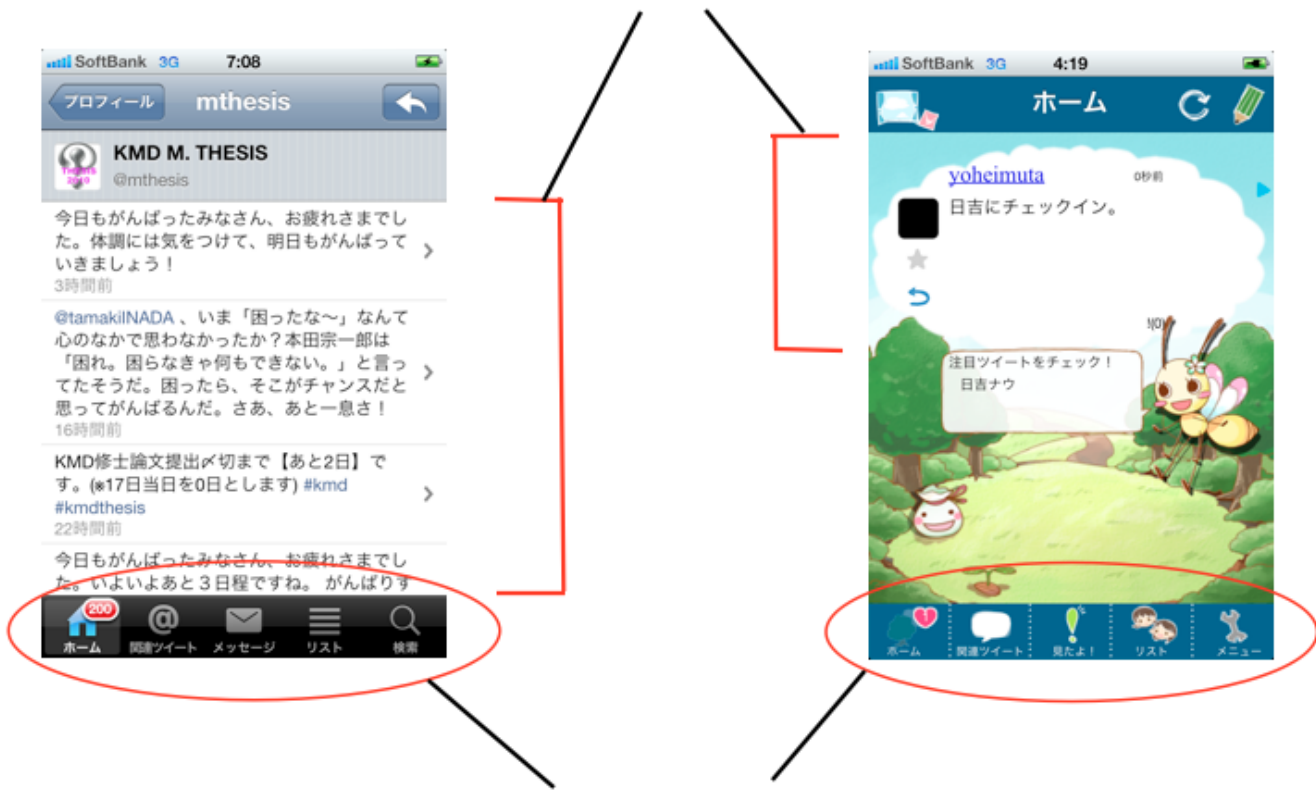 SoftBank 3G 7:08
プロフィール mthesis
KMD M. THESIS
@mthesis
THESIS
2010
今日もがんばったみなさん、お疲れさまでし
た。体調には気をつけて、明日もがんばって
いきましょう！
3時間前
@tamakiINADA 、いま「困ったな〜」なんて
心のなかで思わなかったか？本田宗一郎は
「困れ。困らなきゃ何もできない。」と言っ
てたそうだ。困ったら、そこがチャンスだと
思ってがんばるんだ。さあ、あと一息さ！
16時間前
KMD修士論文提出〆切まで【あと2日】で
す。(※17日当日を0日とします) #kmd
#kmdthesis
22時間前
今日もがんばったみなさん、お疲れさまでし
た。いよいよあと３日程ですね。 がんばりす
200
ホーム 関連ツイート メッセージ リスト 検索
SoftBank 3G 4:19
ホーム
yoheimuta 0秒前
日吉にチェックイン。
注目ツイートをチェック！
日吉ナウ
ホーム 関連ツイート 見たよ！ リスト メニュー